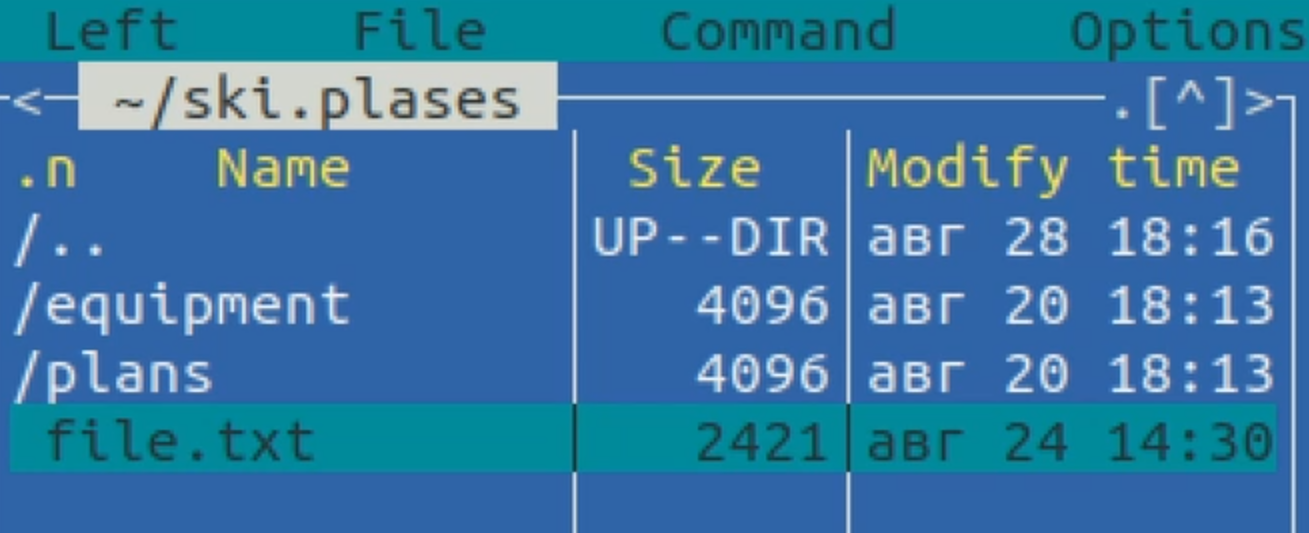 Left File Command Options
<- ~/ski.plases .[^]>
.n Name Size Modify time
/.. UP--DIR авг 28 18:16
/equipment 4096 авг 20 18:13
/plans 4096 авг 20 18:13
file.txt 2421 авг 24 14:30